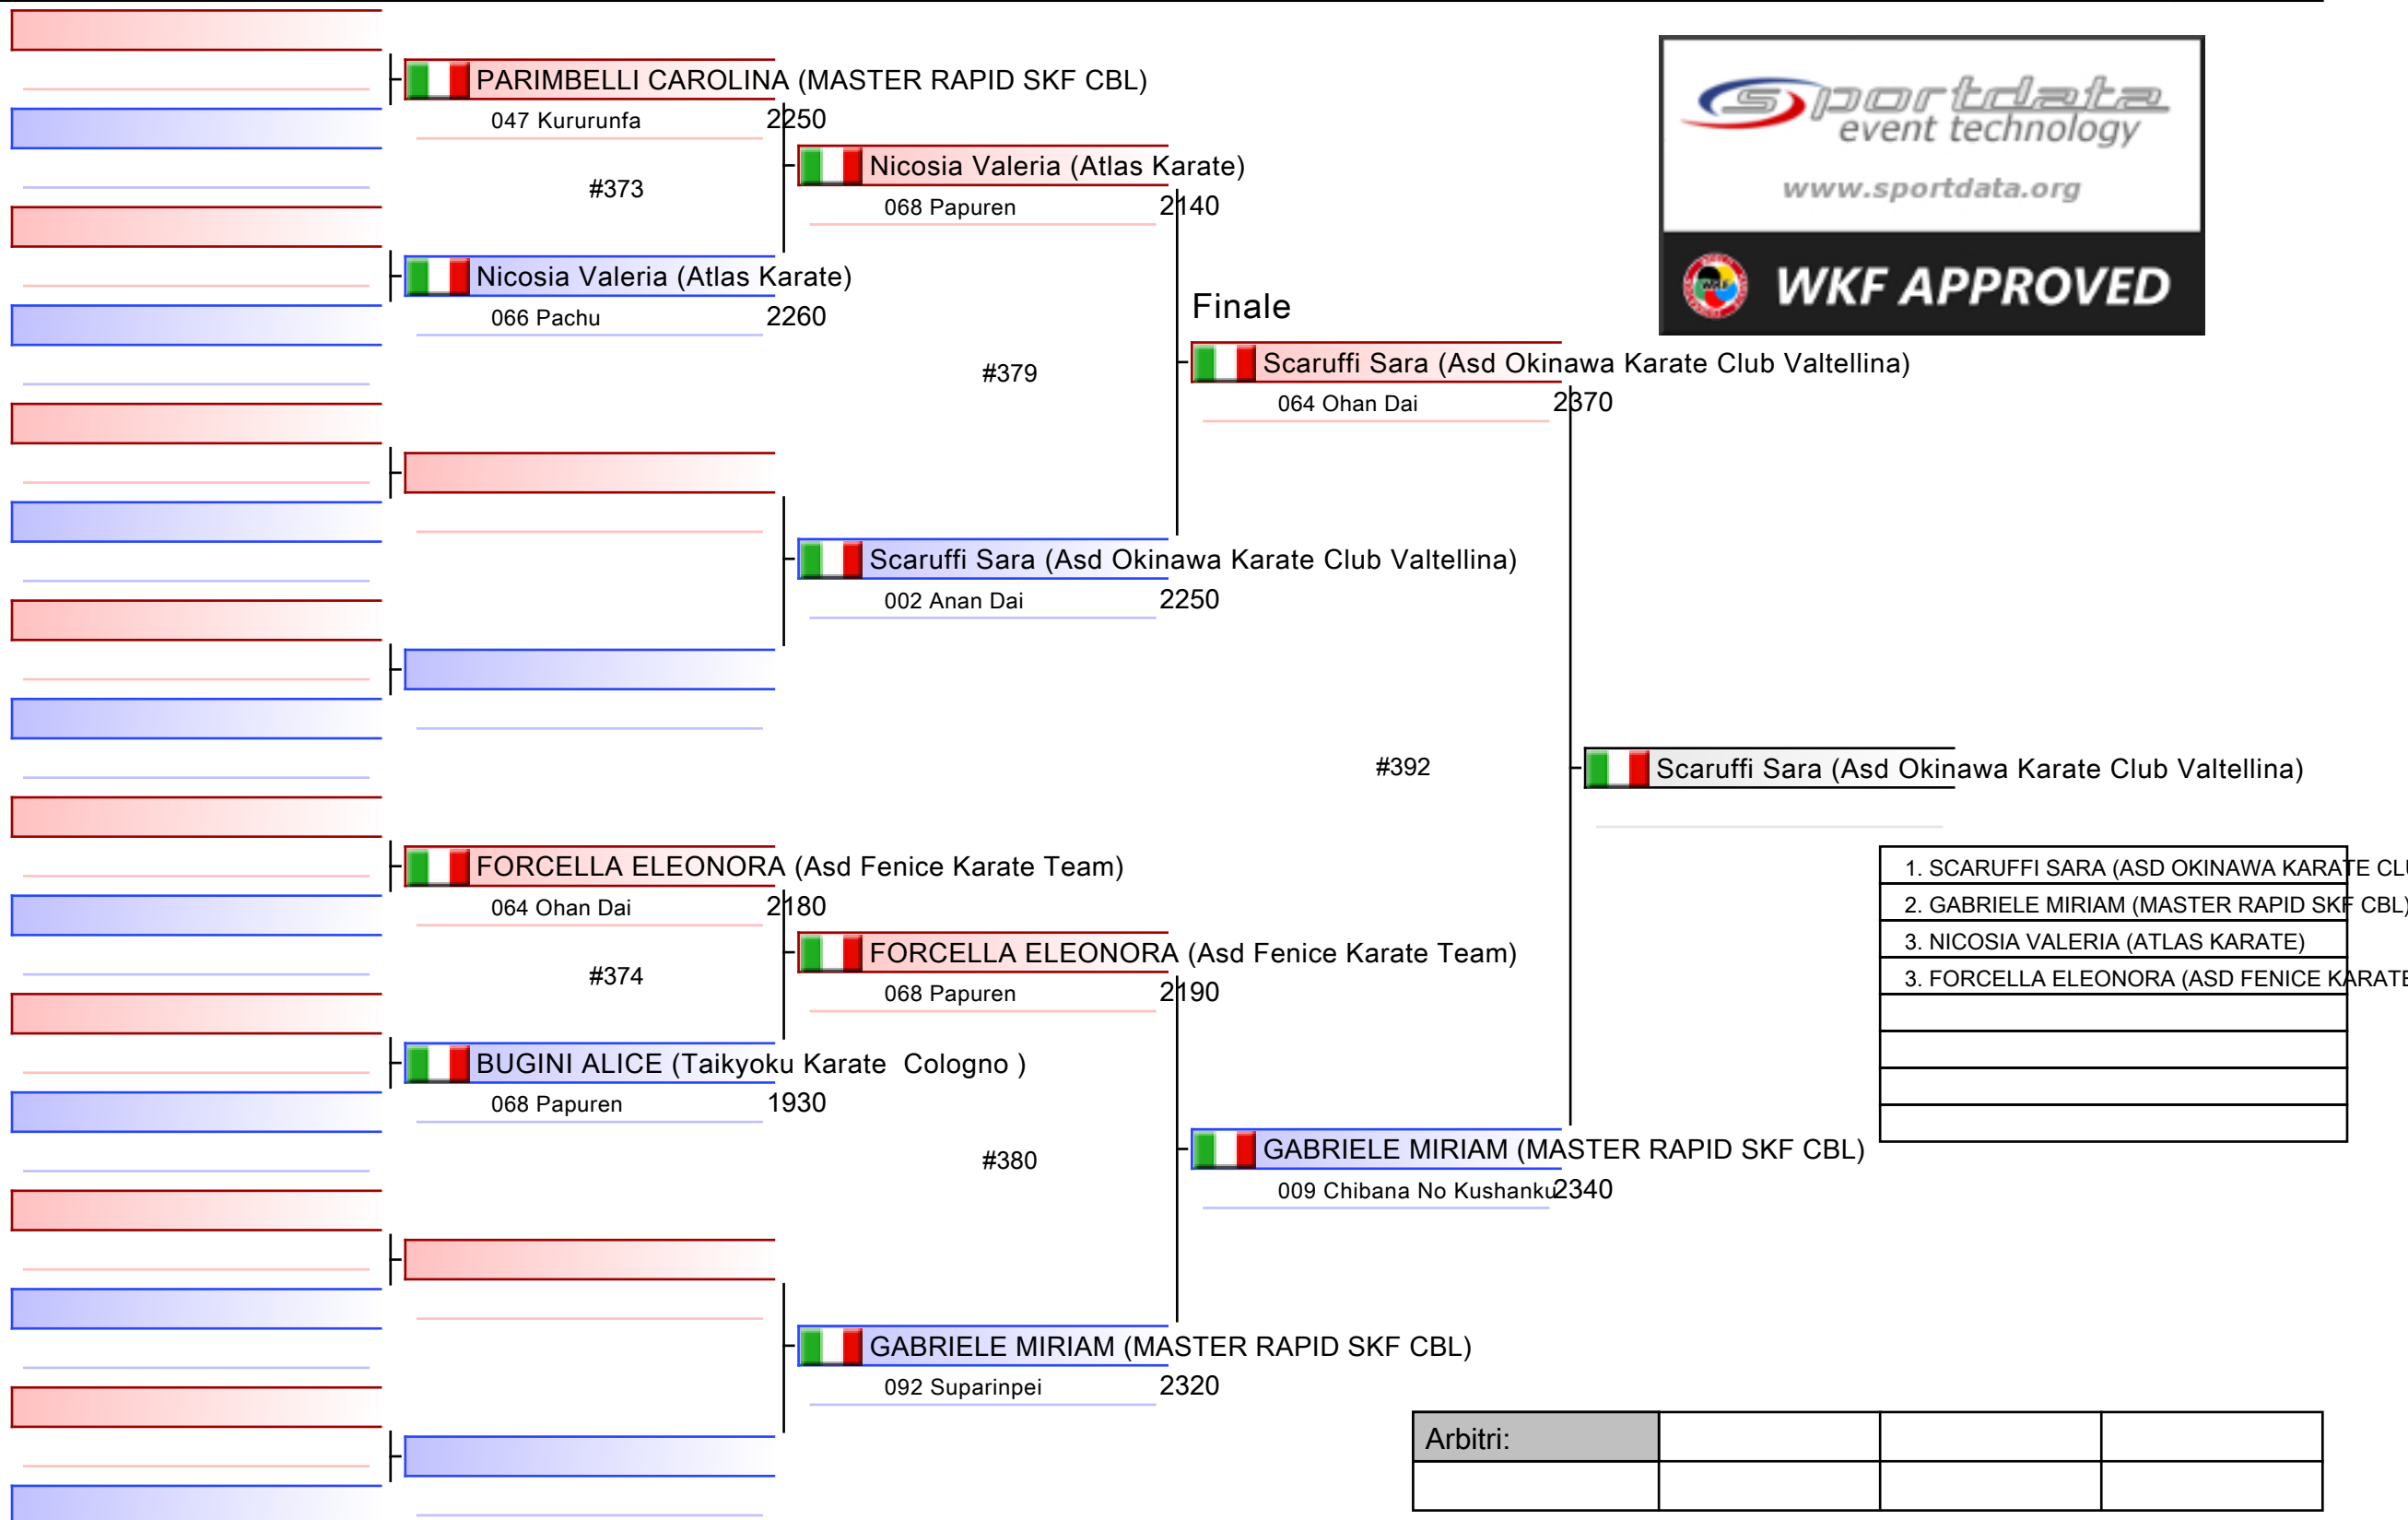 PARIMBELLI CAROLINA (MASTER RAPID SKF CBL)
047 Kururunfa 2250
#373
Nicosia Valeria (Atlas Karate)
066 Pachu 2260
Nicosia Valeria (Atlas Karate)
068 Papuren 2140
#379
Scaruffi Sara (Asd Okinawa Karate Club Valtellina)
002 Anan Dai 2250
Finale
Scaruffi Sara (Asd Okinawa Karate Club Valtellina)
064 Ohan Dai 2370
#392
Scaruffi Sara (Asd Okinawa Karate Club Valtellina)
FORCELLA ELEONORA (Asd Fenice Karate Team)
064 Ohan Dai 2180
#374
BUGINI ALICE (Taikyoku Karate  Cologno )
068 Papuren 1930
FORCELLA ELEONORA (Asd Fenice Karate Team)
068 Papuren 2190
#380
GABRIELE MIRIAM (MASTER RAPID SKF CBL)
092 Suparinpei 2320
GABRIELE MIRIAM (MASTER RAPID SKF CBL)
009 Chibana No Kushanku 2340
sportdata
event technology
www.sportdata.org
WKF
WKF APPROVED
1. SCARUFFI SARA (ASD OKINAWA KARATE CLU
2. GABRIELE MIRIAM (MASTER RAPID SKF CBL)
3. NICOSIA VALERIA (ATLAS KARATE)
3. FORCELLA ELEONORA (ASD FENICE KARATE
Arbitri: